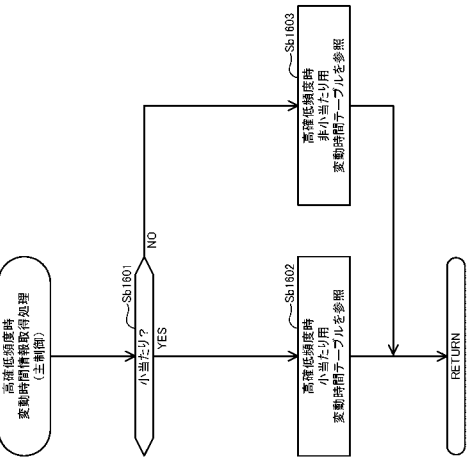 高確低頻度時
変動時間情報取得処理
（主制御）
Sb1601
小当たり？
NO
YES
Sb1602
高確低頻度時
小当たり用
変動時間テーブルを参照
Sb1603
高確低頻度時
非小当たり用
変動時間テーブルを参照
RETURN